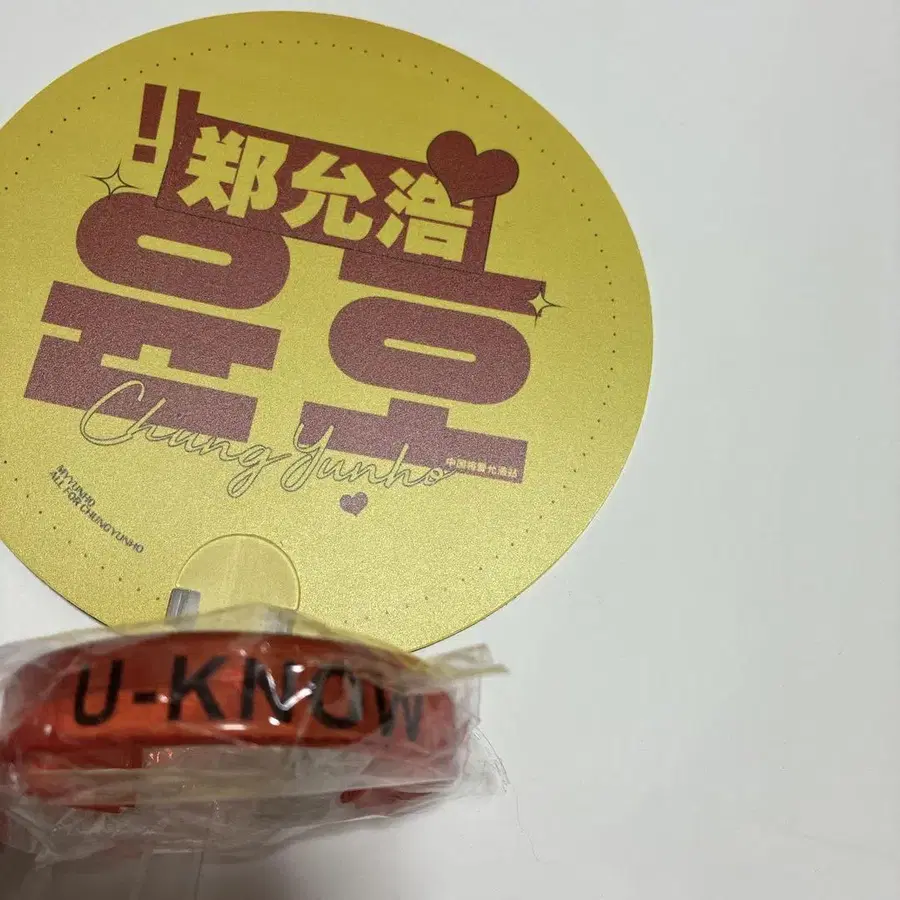 !
郑允浩
윤호
Chung Yunho
MYYUNHO
ALL FOR CHUNGYUNHO
U-KNOW